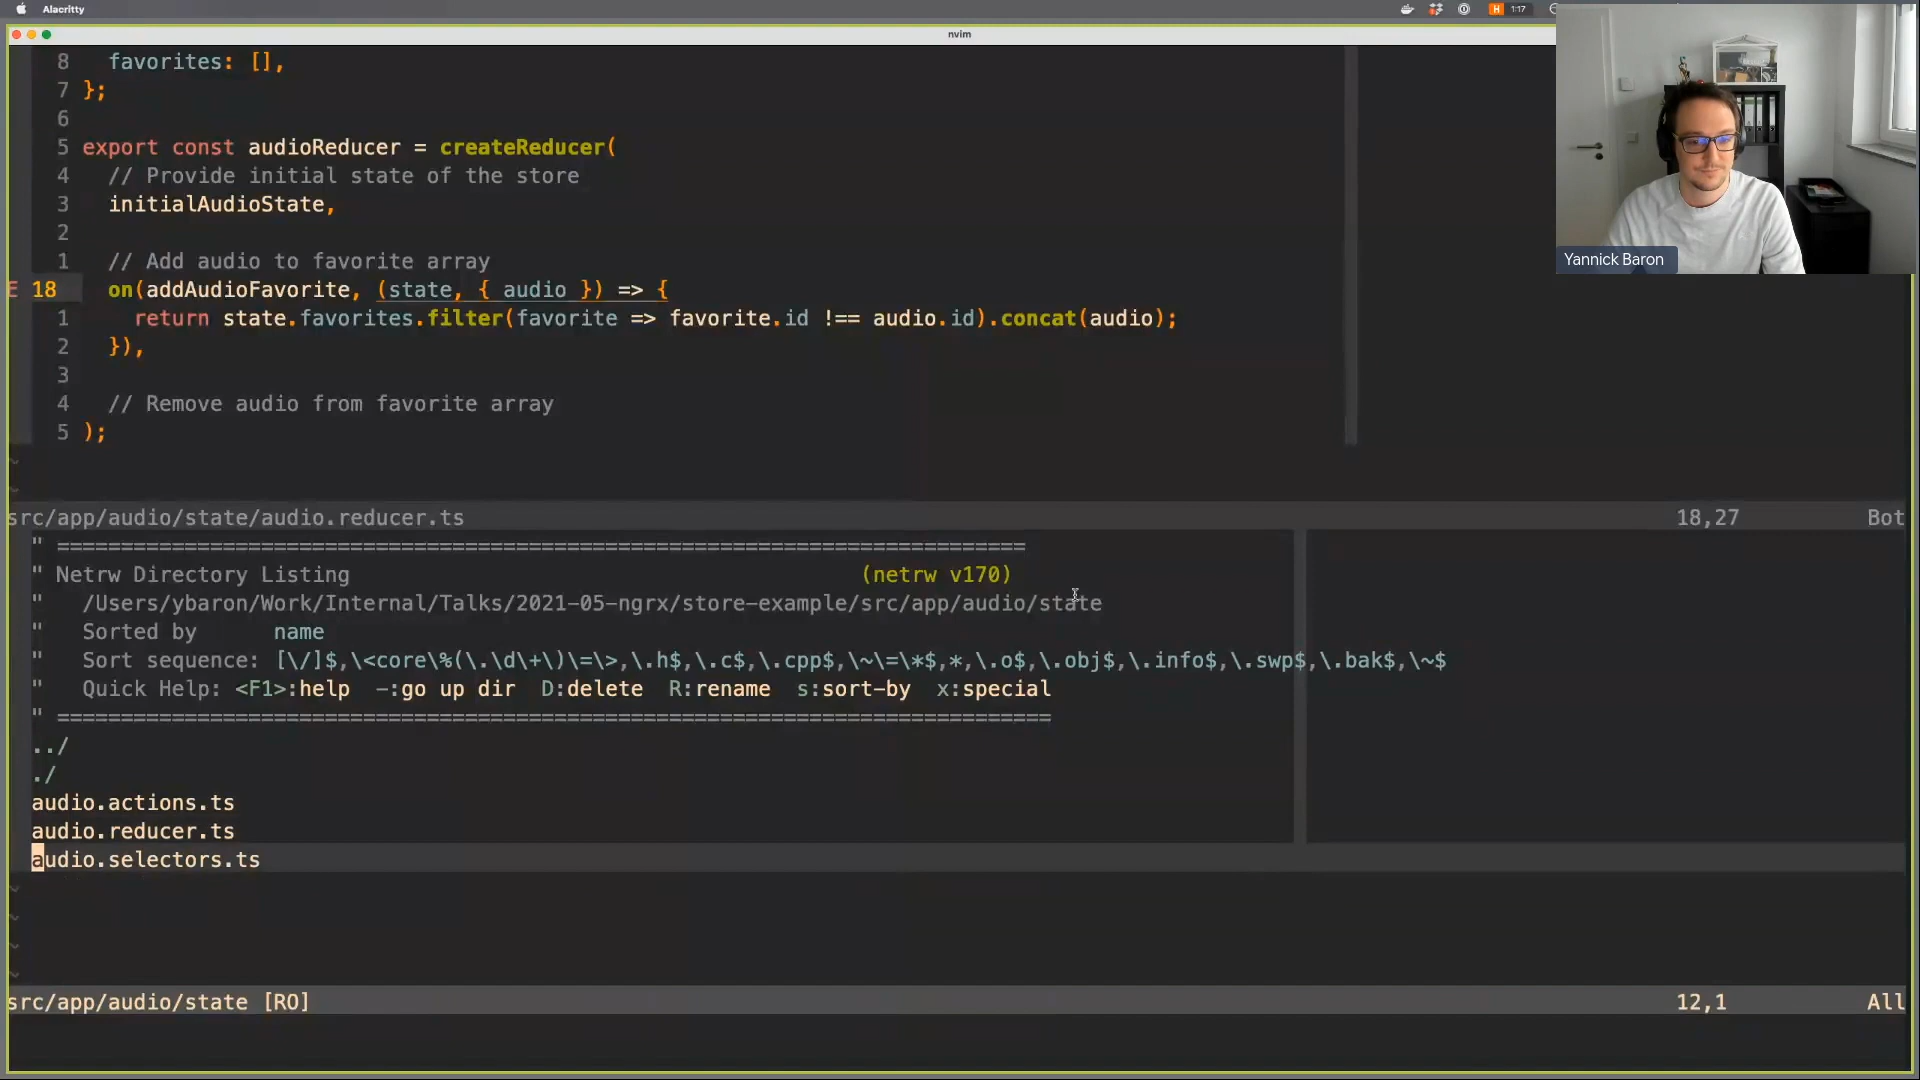 Alacritty
H 1:17
nvim
8 favorites: [],
7 };
6
5 export const audioReducer = createReducer(
4 // Provide initial state of the store
3 initialAudioState,
2
1 // Add audio to favorite array
E 18 on(addAudioFavorite, (state, { audio }) => {
1 return state.favorites.filter(favorite => favorite.id !== audio.id).concat(audio);
2 }),
3
4 // Remove audio from favorite array
5 );
~
~
src/app/audio/state/audio.reducer.ts 18,27 Bot
" ============================================================================
" Netrw Directory Listing (netrw v170)
" /Users/ybaron/Work/Internal/Talks/2021-05-ngrx/store-example/src/app/audio/state
" Sorted by name
" Sort sequence: [\/]$,\<core\%(\.\d\+\)\=\>,\.h$,\.c$,\.cpp$,\~\=\*$,*,\.o$,\.obj$,\.info$,\.swp$,\.bak$,\~$
" Quick Help: <F1>:help -:go up dir D:delete R:rename s:sort-by x:special
" ==============================================================================
../
./
audio.actions.ts
audio.reducer.ts
audio.selectors.ts
~
~
~
~
src/app/audio/state [RO] 12,1 All
Yannick Baron